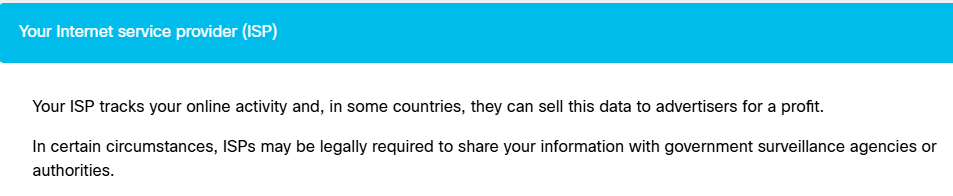 Your Internet service provider (ISP)
Your ISP tracks your online activity and, in some countries, they can sell this data to advertisers for a profit.
In certain circumstances, ISPs may be legally required to share your information with government surveillance agencies or
authorities.